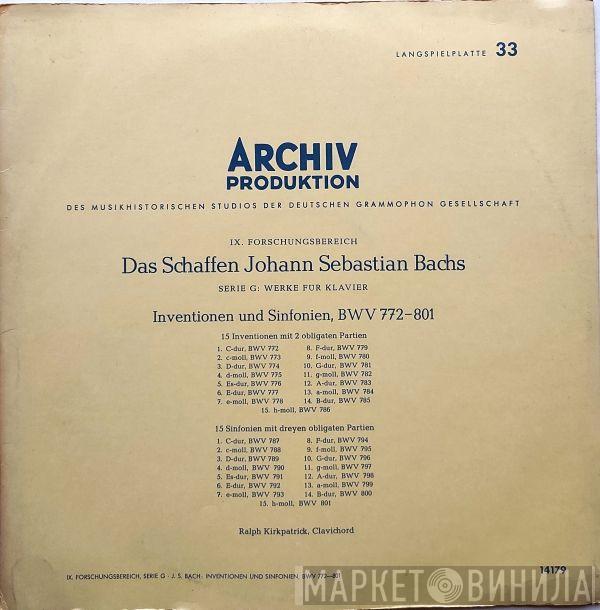 LANGSPIELPLATTE 33
ARCHIV
PRODUKTION
DES MUSIKHISTORISCHEN STUDIOS DER DEUTSCHEN GRAMMOPHON GESELLSCHAFT
IX. FORSCHUNGSBEREICH
Das Schaffen Johann Sebastian Bachs
SERIE G: WERKE FÜR KLAVIER
Inventionen und Sinfonien, BWV 772–801
15 Inventionen mit 2 obligaten Partien
1. C-dur, BWV 772
2. c-moll, BWV 773
3. D-dur, BWV 774
4. d-moll, BWV 775
5. Es-dur, BWV 776
6. E-dur, BWV 777
7. e-moll, BWV 778
8. F-dur, BWV 779
9. f-moll, BWV 780
10. G-dur, BWV 781
11. g-moll, BWV 782
12. A-dur, BWV 783
13. a-moll, BWV 784
14. B-dur, BWV 785
15. h-moll, BWV 786
15 Sinfonien mit dreyen obligaten Partien
1. C-dur, BWV 787
2. c-moll, BWV 788
3. D-dur, BWV 789
4. d-moll, BWV 790
5. Es-dur, BWV 791
6. E-dur, BWV 792
7. e-moll, BWV 793
8. F-dur, BWV 794
9. f-moll, BWV 795
10. G-dur, BWV 796
11. g-moll, BWV 797
12. A-dur, BWV 798
13. a-moll, BWV 799
14. B-dur, BWV 800
15. h-moll, BWV 801
Ralph Kirkpatrick, Clavichord
IX. FORSCHUNGSBEREICH, SERIE G · J. S. BACH: INVENTIONEN UND SINFONIEN, BWV 772–801
14179
МАРКЕТ ВИНИЛА